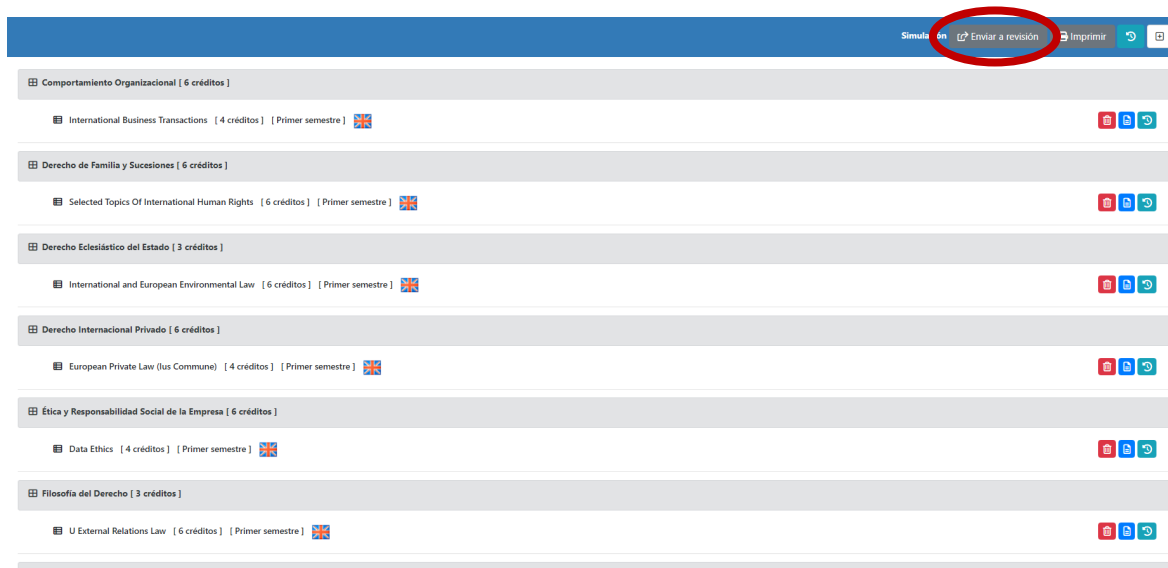 Simulación Enviar a revisión Imprimir
Comportamiento Organizacional [ 6 créditos ]
International Business Transactions [ 4 créditos ] [ Primer semestre ]
Derecho de Familia y Sucesiones [ 6 créditos ]
Selected Topics Of International Human Rights [ 6 créditos ] [ Primer semestre ]
Derecho Eclesiástico del Estado [ 3 créditos ]
International and European Environmental Law [ 6 créditos ] [ Primer semestre ]
Derecho Internacional Privado [ 6 créditos ]
European Private Law (Ius Commune) [ 4 créditos ] [ Primer semestre ]
Ética y Responsabilidad Social de la Empresa [ 6 créditos ]
Data Ethics [ 4 créditos ] [ Primer semestre ]
Filosofía del Derecho [ 3 créditos ]
U External Relations Law [ 6 créditos ] [ Primer semestre ]